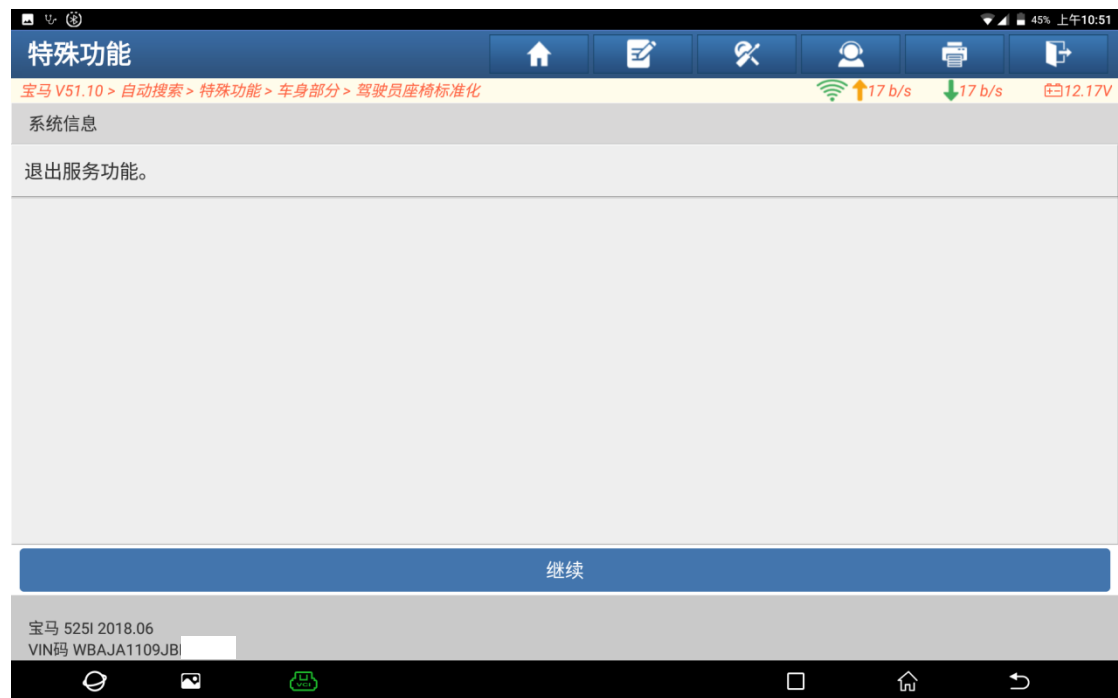 45% 上午10:51
特殊功能
宝马 V51.10 > 自动搜索 > 特殊功能 > 车身部分 > 驾驶员座椅标准化 17 b/s 17 b/s 12.17V
系统信息
退出服务功能。
继续
宝马 525I 2018.06
VIN码 WBAJA1109JB
VCI